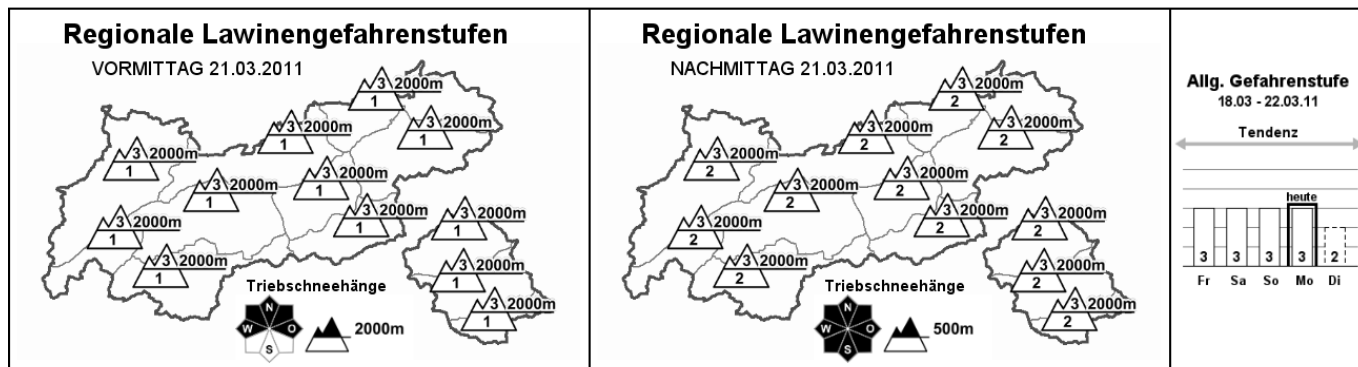 Regionale Lawinengefahrenstufen
VORMITTAG 21.03.2011
3 2000m
1
3 2000m
1
3 2000m
1
3 2000m
1
3 2000m
1
3 2000m
1
3 2000m
1
3 2000m
1
3 2000m
1
3 2000m
1
3 2000m
1
3 2000m
1
Triebschneehänge
N
W O
S
2000m
Regionale Lawinengefahrenstufen
NACHMITTAG 21.03.2011
3 2000m
2
3 2000m
2
3 2000m
2
3 2000m
2
3 2000m
2
3 2000m
2
3 2000m
2
3 2000m
2
3 2000m
2
3 2000m
2
3 2000m
2
3 2000m
2
Triebschneehänge
N
W O
S
500m
Allg. Gefahrenstufe
18.03 - 22.03.11
Tendenz
heute
3 3 3 3 2
Fr Sa So Mo Di